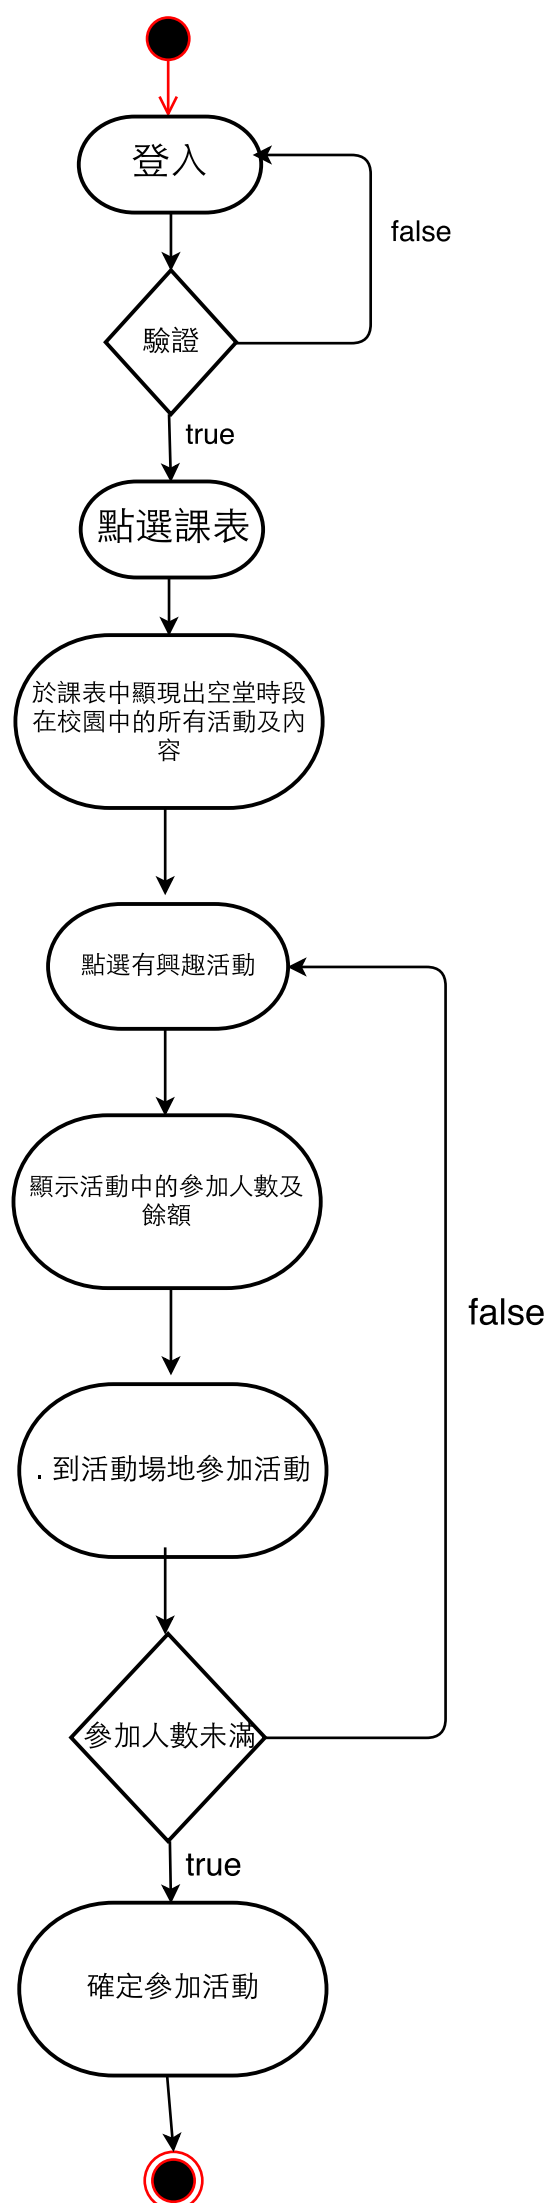 登入
false
驗證
true
點選課表
於課表中顯現出空堂時段
在校園中的所有活動及內
容
點選有興趣活動
顯示活動中的參加人數及
餘額
false
. 到活動場地參加活動
參加人數未滿
true
確定參加活動